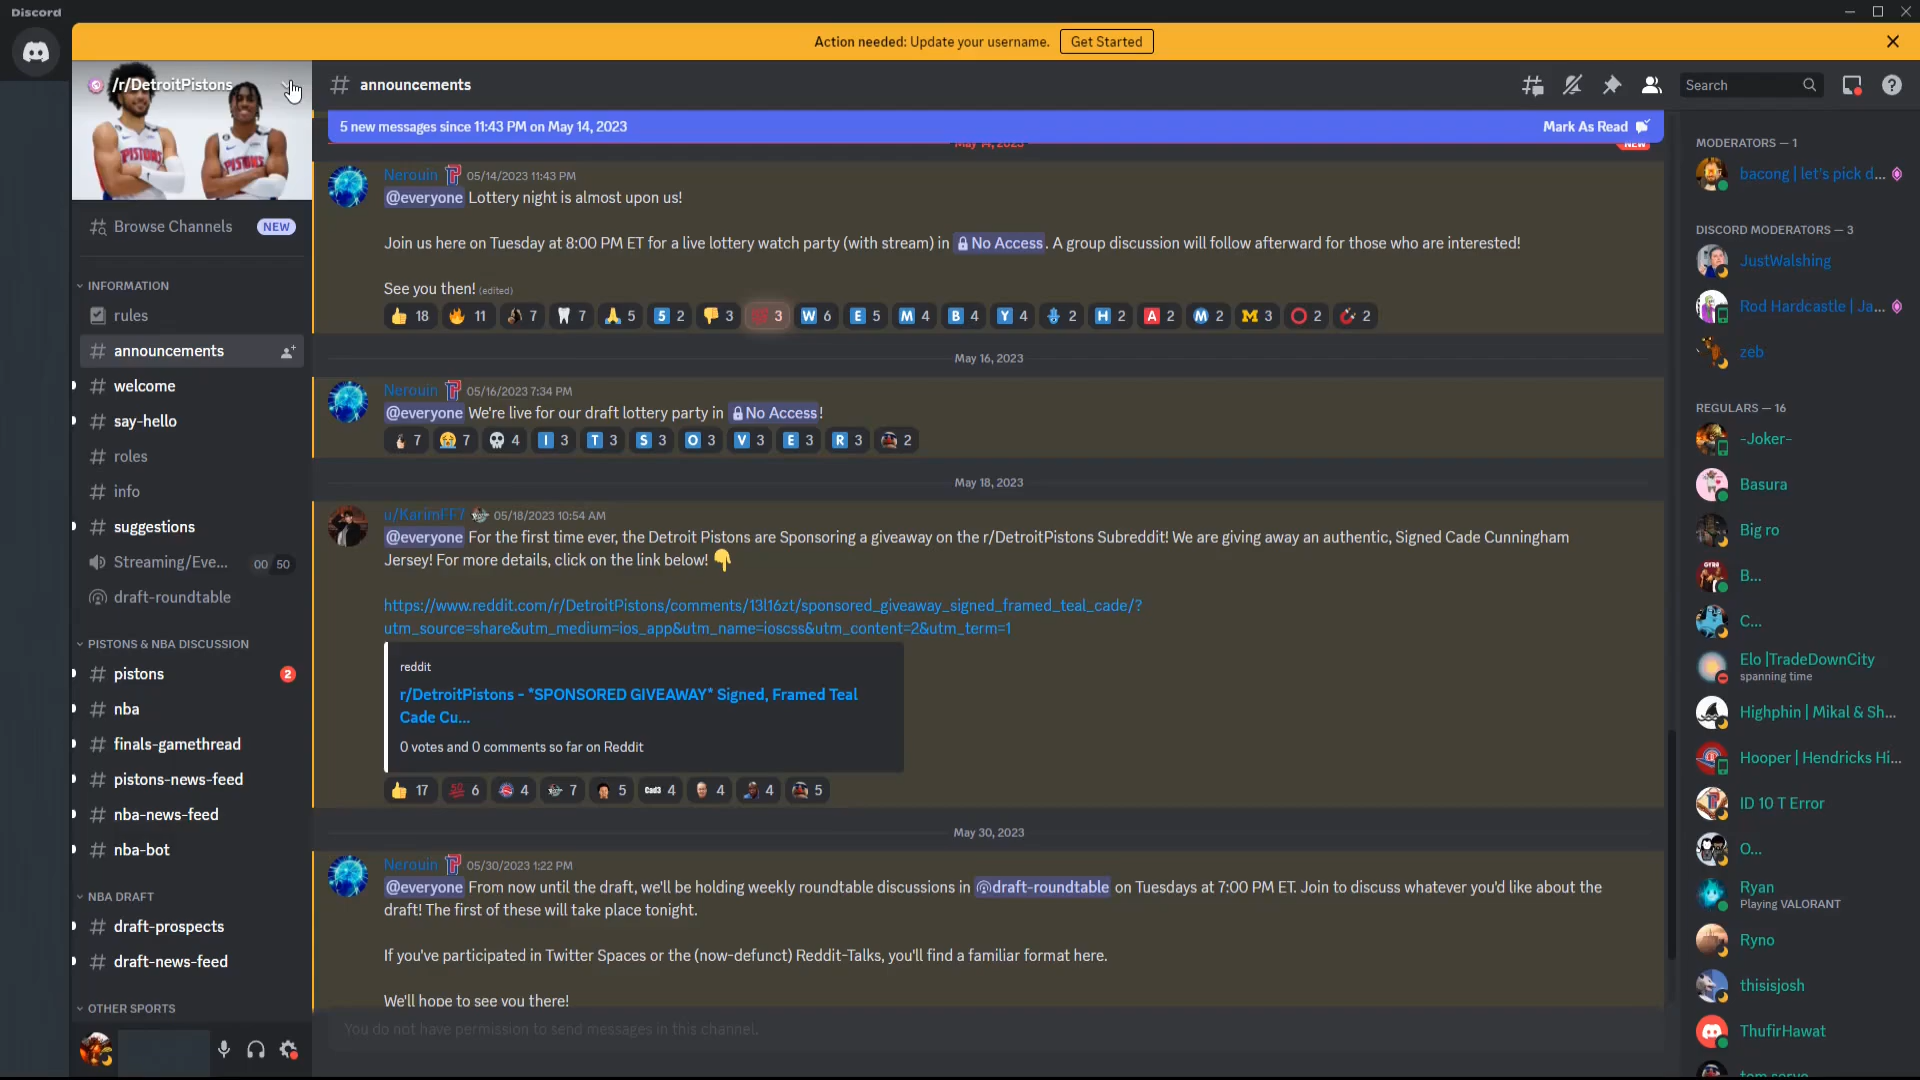 Discord
Action needed: Update your username.
Get Started
/r/DetroitPistons
announcements
Search
5 new messages since 11:43 PM on May 14, 2023
Mark As Read
May 14, 2023
NEW
Browse Channels
NEW
INFORMATION
rules
announcements
welcome
say-hello
roles
info
suggestions
Streaming/Eve...
00 50
draft-roundtable
PISTONS & NBA DISCUSSION
pistons
2
nba
finals-gamethread
pistons-news-feed
nba-news-feed
nba-bot
NBA DRAFT
draft-prospects
draft-news-feed
OTHER SPORTS
Nerouin 05/14/2023 11:43 PM
@everyone Lottery night is almost upon us!
Join us here on Tuesday at 8:00 PM ET for a live lottery watch party (with stream) in No Access. A group discussion will follow afterward for those who are interested!
See you then! (edited)
18 11 7 7 5 5 2 3 3 W 6 E 5 M 4 B 4 Y 4 2 H 2 A 2 M 2 M 3 2 2
May 16, 2023
Nerouin 05/16/2023 7:34 PM
@everyone We're live for our draft lottery party in No Access!
7 7 4 I 3 T 3 S 3 O 3 V 3 E 3 R 3 2
May 18, 2023
u/KarimFF7 05/18/2023 10:54 AM
@everyone For the first time ever, the Detroit Pistons are Sponsoring a giveaway on the r/DetroitPistons Subreddit! We are giving away an authentic, Signed Cade Cunningham
Jersey! For more details, click on the link below!
https://www.reddit.com/r/DetroitPistons/comments/13l16zt/sponsored_giveaway_signed_framed_teal_cade/?
utm_source=share&utm_medium=ios_app&utm_name=ioscss&utm_content=2&utm_term=1
reddit
r/DetroitPistons - *SPONSORED GIVEAWAY* Signed, Framed Teal
Cade Cu...
0 votes and 0 comments so far on Reddit
17 6 4 7 5 Cad3 4 4 4 5
May 30, 2023
Nerouin 05/30/2023 1:22 PM
@everyone From now until the draft, we'll be holding weekly roundtable discussions in draft-roundtable on Tuesdays at 7:00 PM ET. Join to discuss whatever you'd like about the
draft! The first of these will take place tonight.
If you've participated in Twitter Spaces or the (now-defunct) Reddit-Talks, you'll find a familiar format here.
We'll hope to see you there!
You do not have permission to send messages in this channel.
MODERATORS — 1
bacong | let's pick d...
DISCORD MODERATORS — 3
JustWalshing
Rod Hardcastle | Ja...
zeb
REGULARS — 16
-Joker-
Basura
Big ro
B...
C...
Elo |TradeDownCity
spanning time
Highphin | Mikal & Sh...
Hooper | Hendricks Hi...
ID 10 T Error
O...
Ryan
Playing VALORANT
Ryno
thisisjosh
ThufirHawat
PISTONS
PISTONS